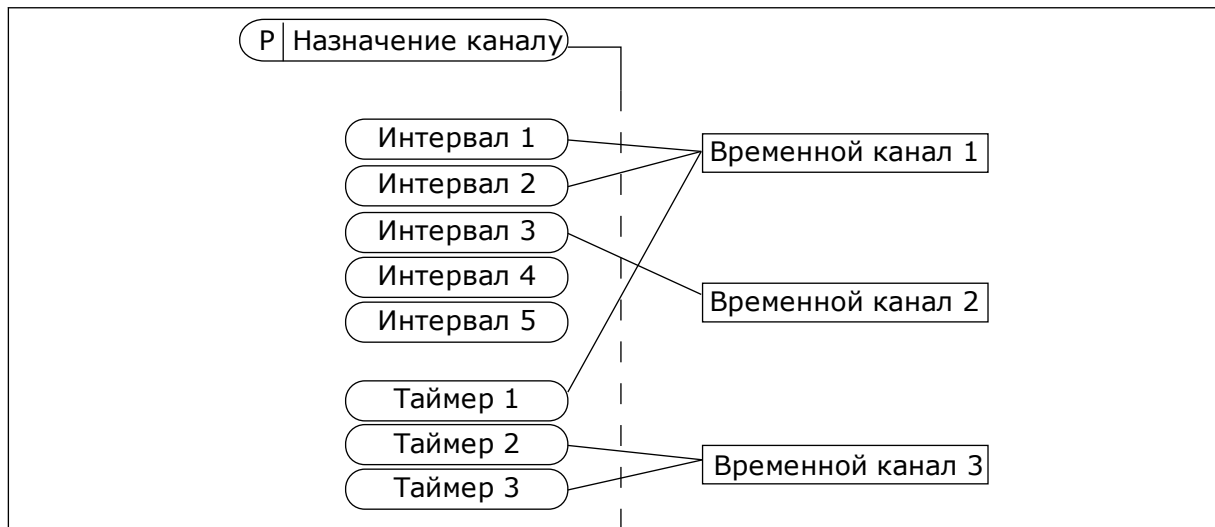 P Назначение каналу
Интервал 1
Интервал 2
Интервал 3
Интервал 4
Интервал 5
Таймер 1
Таймер 2
Таймер 3
Временной канал 1
Временной канал 2
Временной канал 3